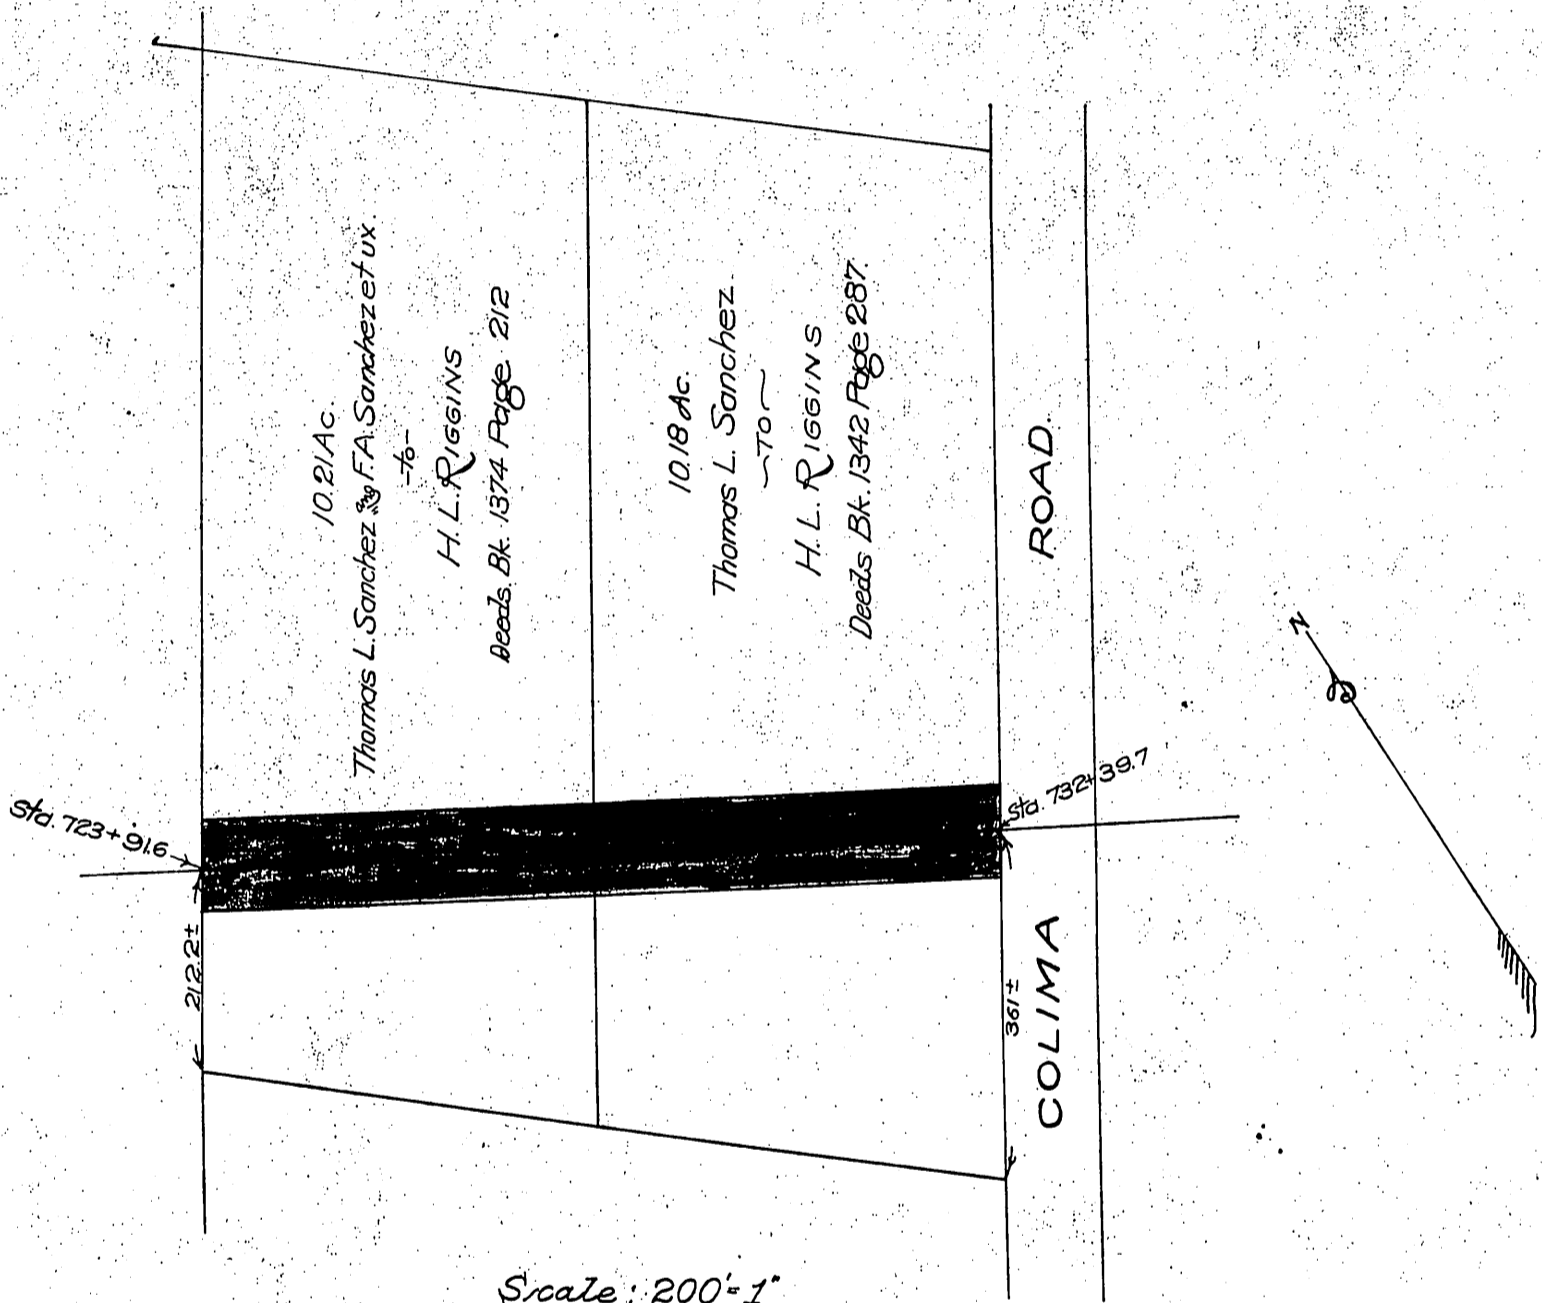 10.21 Ac.
Thomas L. Sanchez and F.A. Sanchez et ux.
-to-
H.L. RIGGINS
Deeds. Bk. 1374 Page 212
10.18 Ac.
Thomas L. Sanchez.
~TO~
H.L. RIGGINS
Deeds Bk. 1342 Page 287.
COLIMA ROAD.
N
Sta. 723+91.6
Sta. 732+39.7
212.2±
361±
Scale: 200'=1"